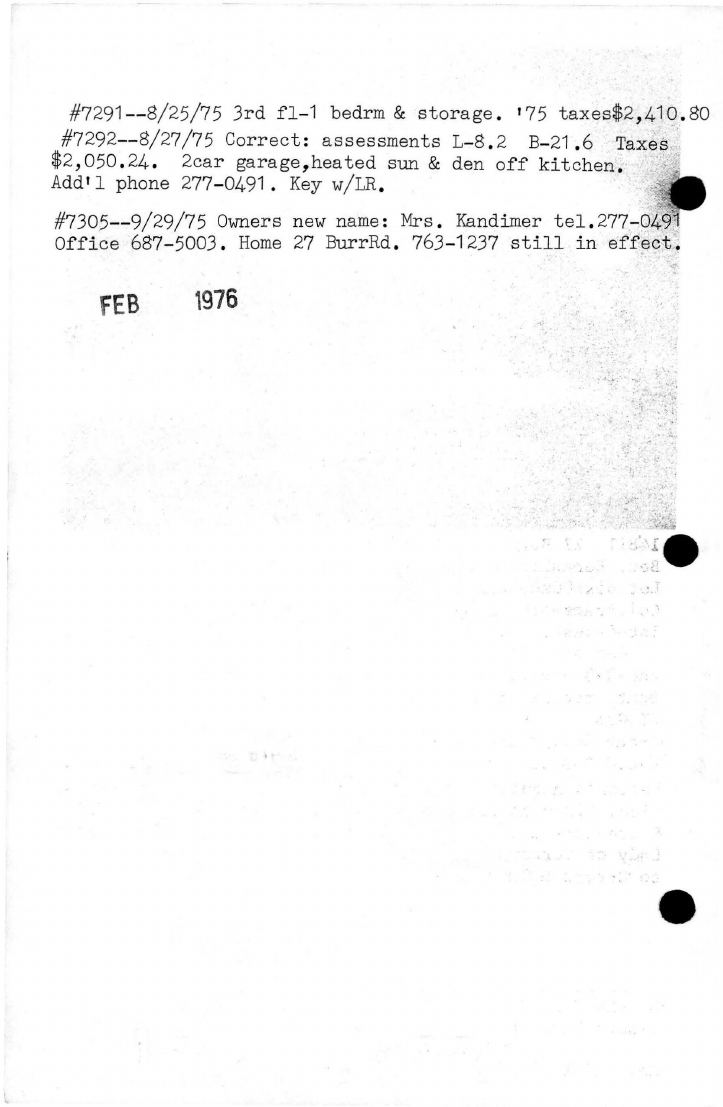 #7291--8/25/75 3rd fl-1 bedrm & storage. '75 taxes$2,410.80
#7292--8/27/75 Correct: assessments L-8.2 B-21.6 Taxes
$2,050.24. 2car garage,heated sun & den off kitchen.
Add'l phone 277-0491. Key w/LR.
#7305--9/29/75 Owners new name: Mrs. Kandimer tel.277-0491
Office 687-5003. Home 27 BurrRd. 763-1237 still in effect.
FEB 1976